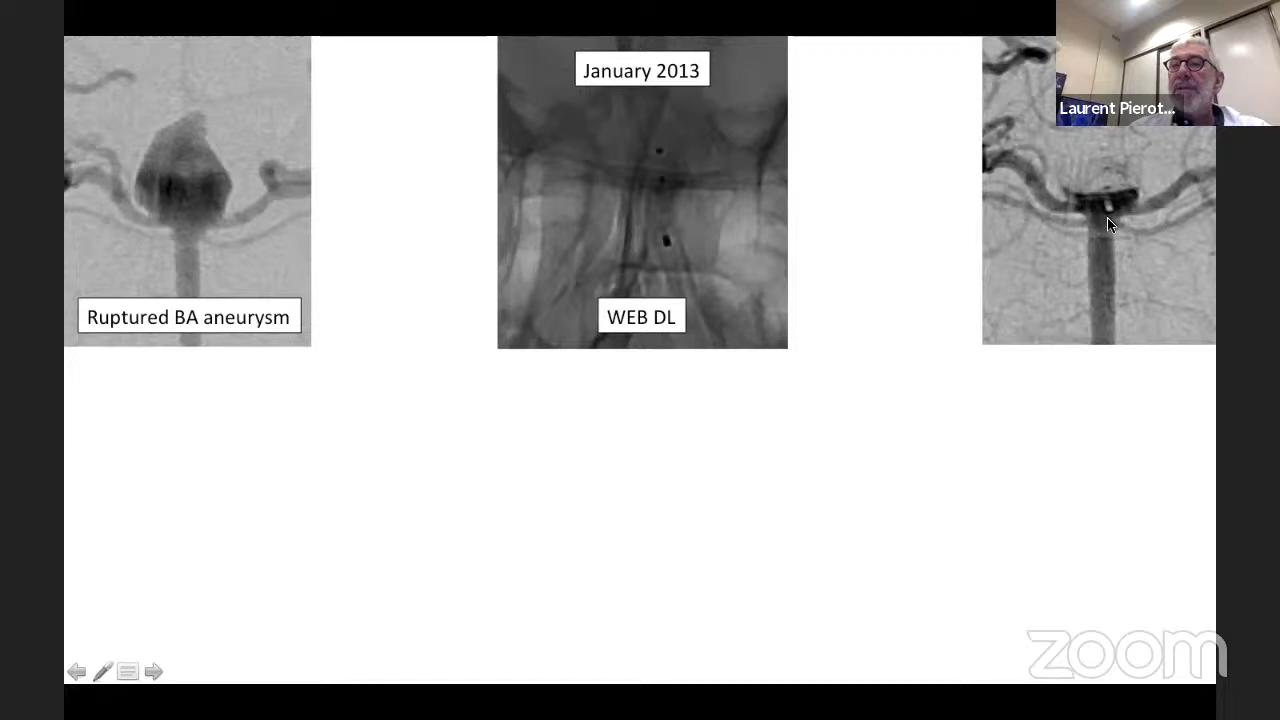 January 2013
Laurent Pierot...
Ruptured BA aneurysm
WEB DL
zoom